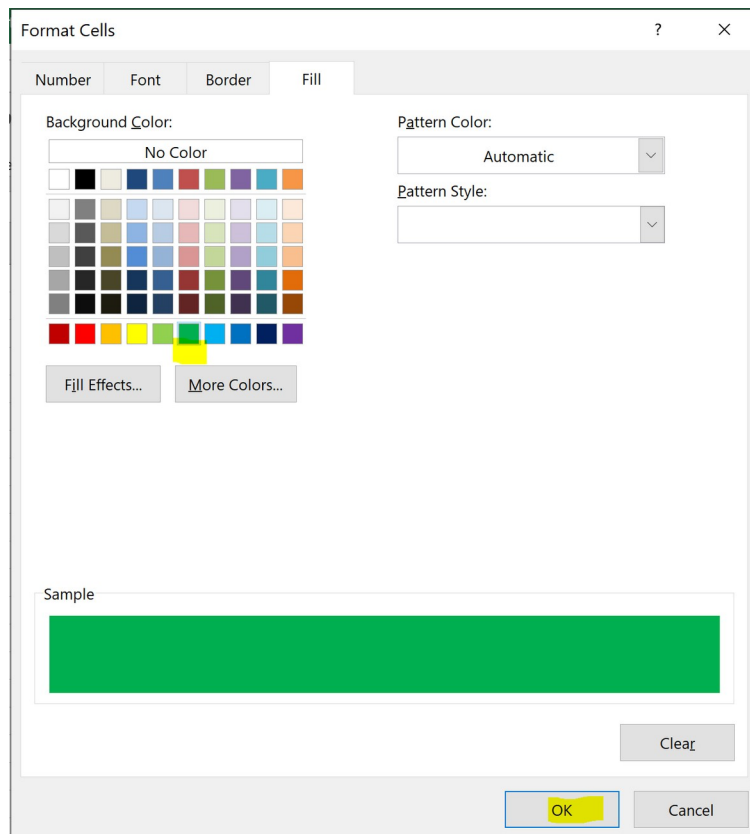 Format Cells ?
Number Font Border Fill
Background Color: Pattern Color:
No Color Automatic
Pattern Style:
Fill Effects... More Colors...
Sample
Clear
OK Cancel